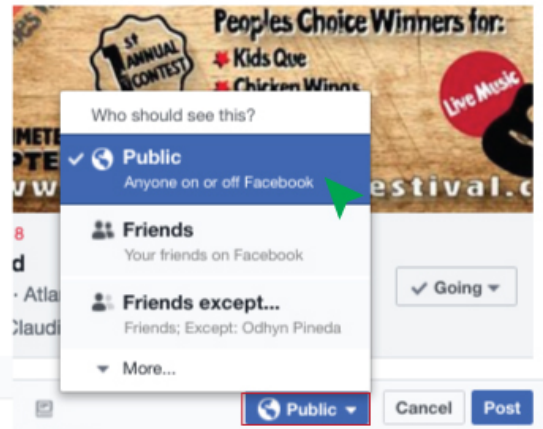 Peoples Choice Winners for:
1ST
ANNUAL
CONTEST
Kids Que
Chicken Wings
Live Music
Who should see this?
Public
Anyone on or off Facebook
estival.c
Friends
Your friends on Facebook
8
d
Going
· Atla
Friends except...
Claudi
Friends; Except: Odhyn Pineda
More...
Public
Cancel
Post